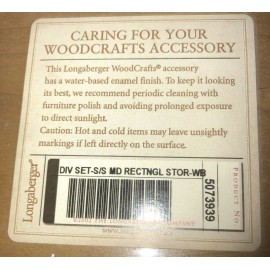 CARING FOR YOUR
WOODCRAFTS ACCESSORY
This Longaberger WoodCrafts® accessory
has a water-based enamel finish. To keep it looking
its best, we recommend periodic cleaning with
furniture polish and avoiding prolonged exposure
to direct sunlight.
Caution: Hot and cold items may leave unsightly
markings if left directly on the surface.
Longaberger®
DIV SET-S/S MD RECTNGL STOR-WB
5073939
PRODUCT No.